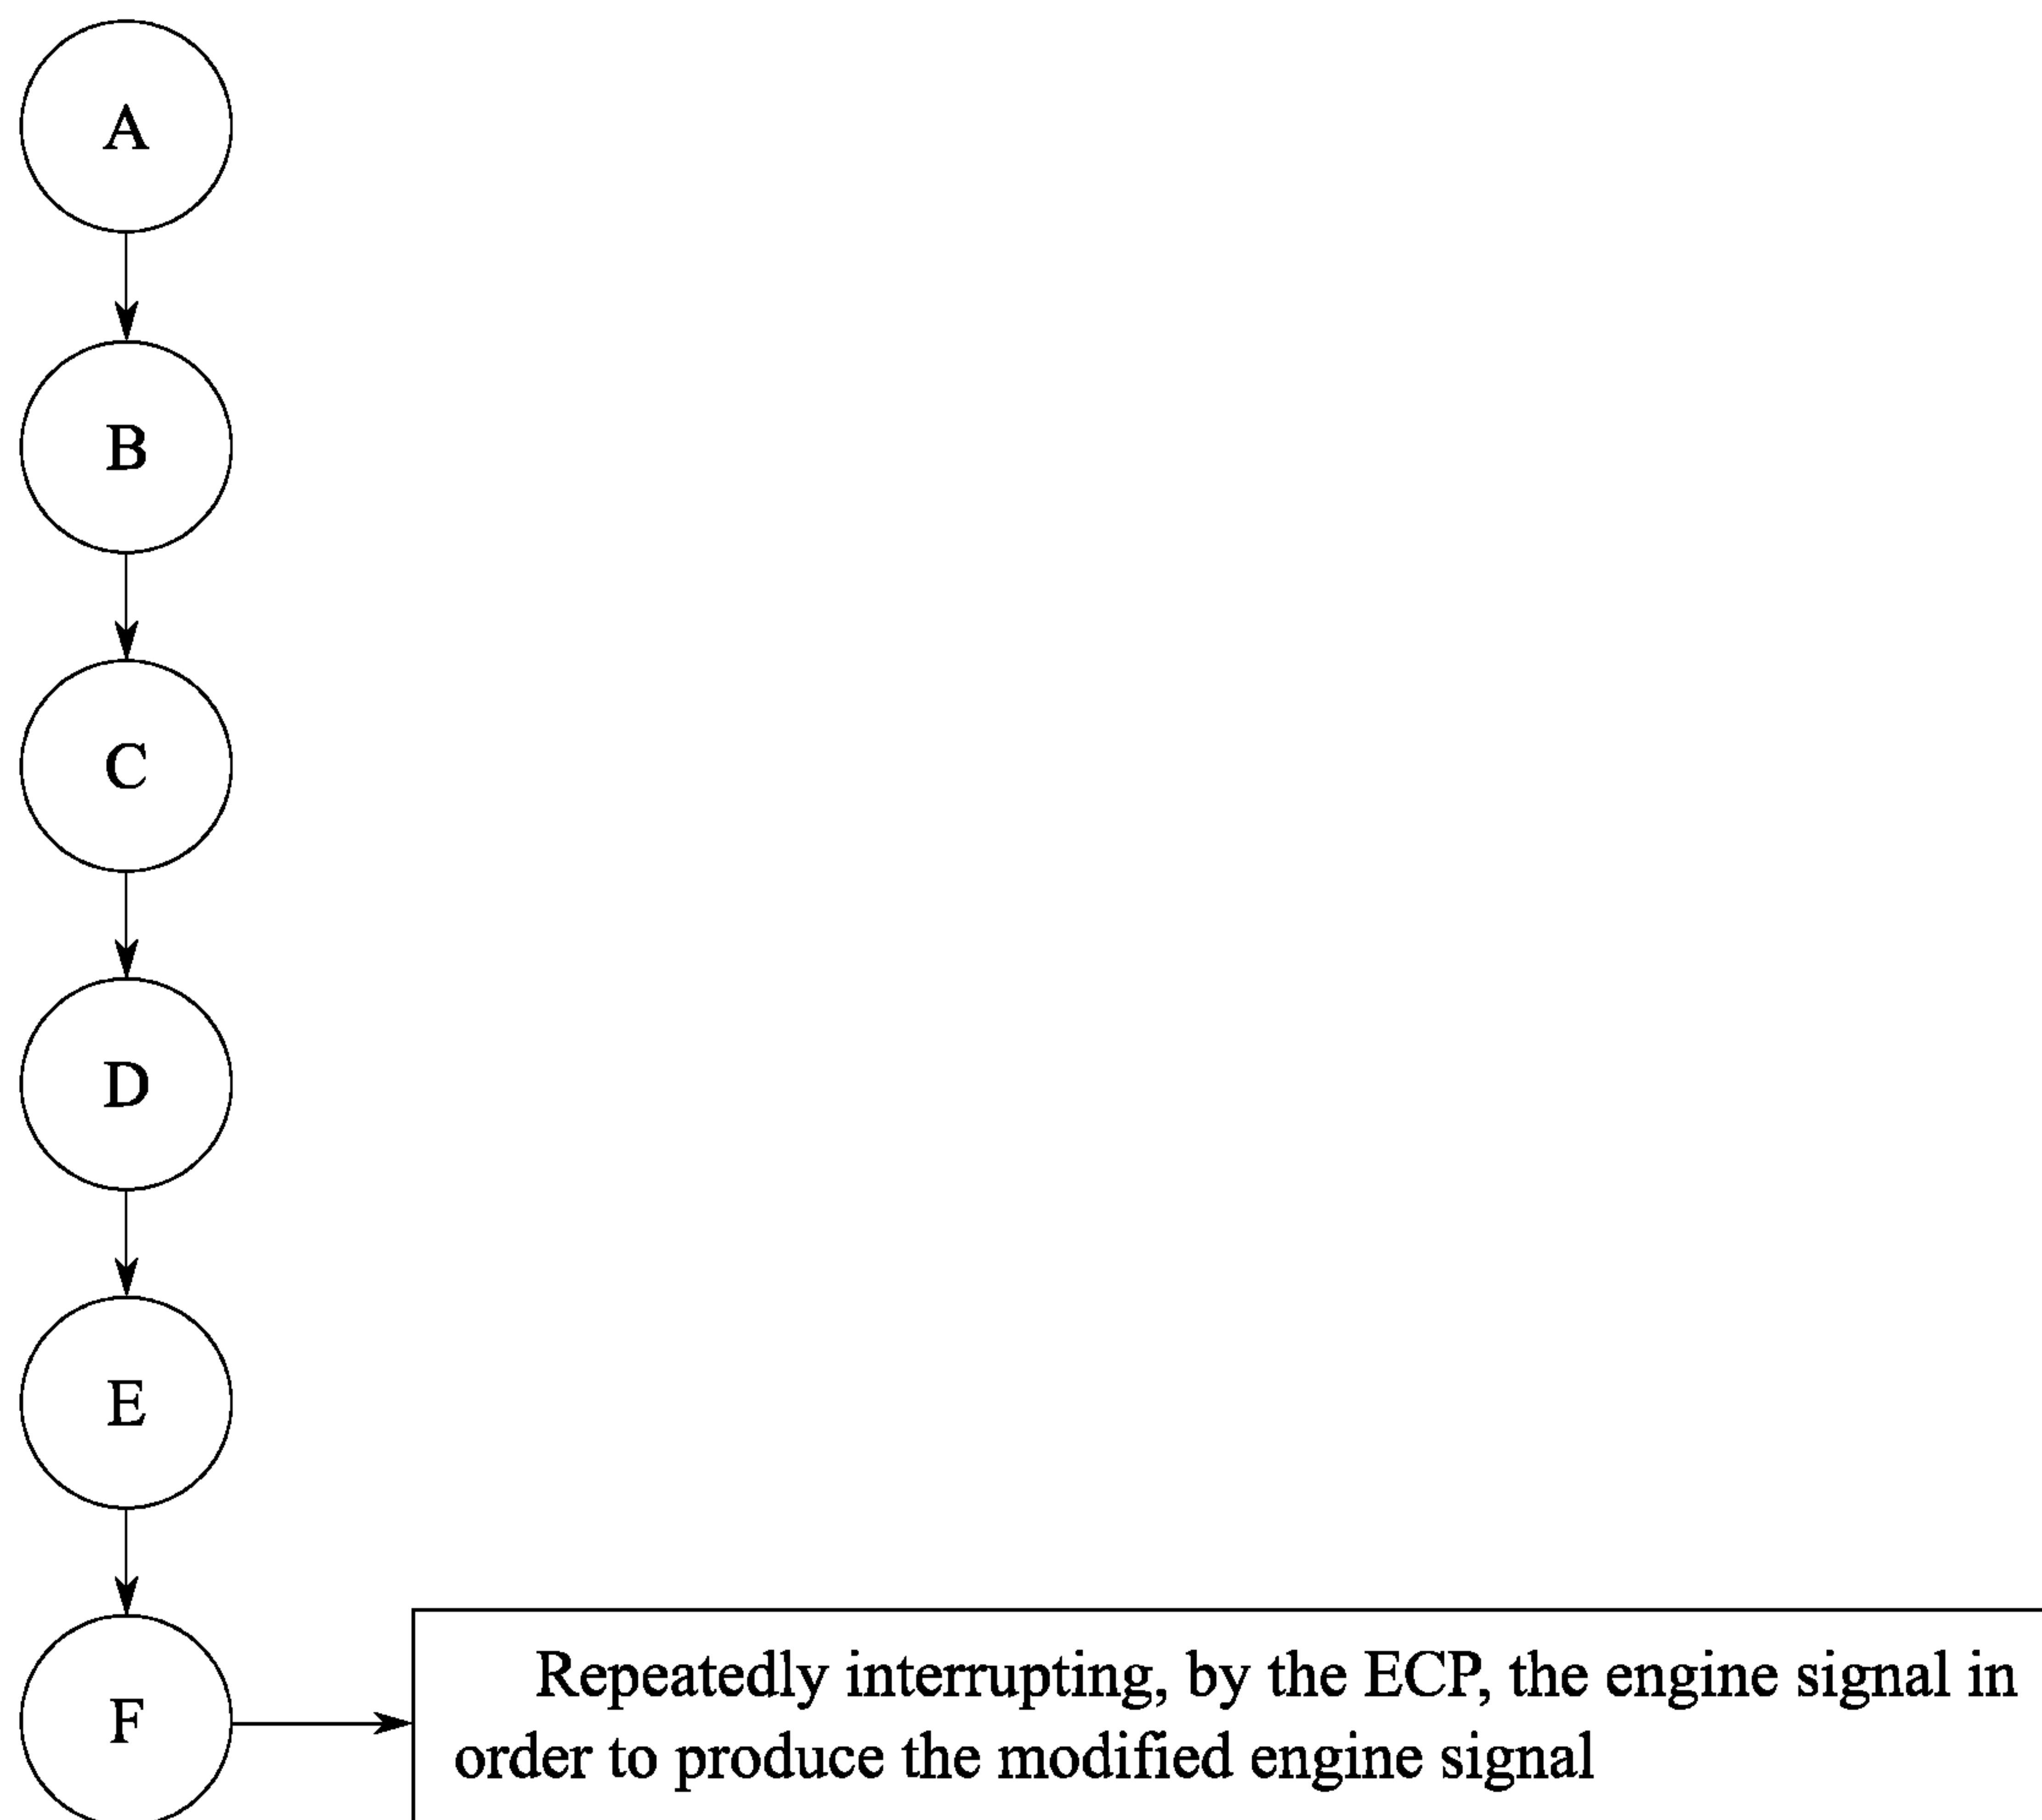 A
B
C
D
E
F
Repeatedly interrupting, by the ECP, the engine signal in
order to produce the modified engine signal